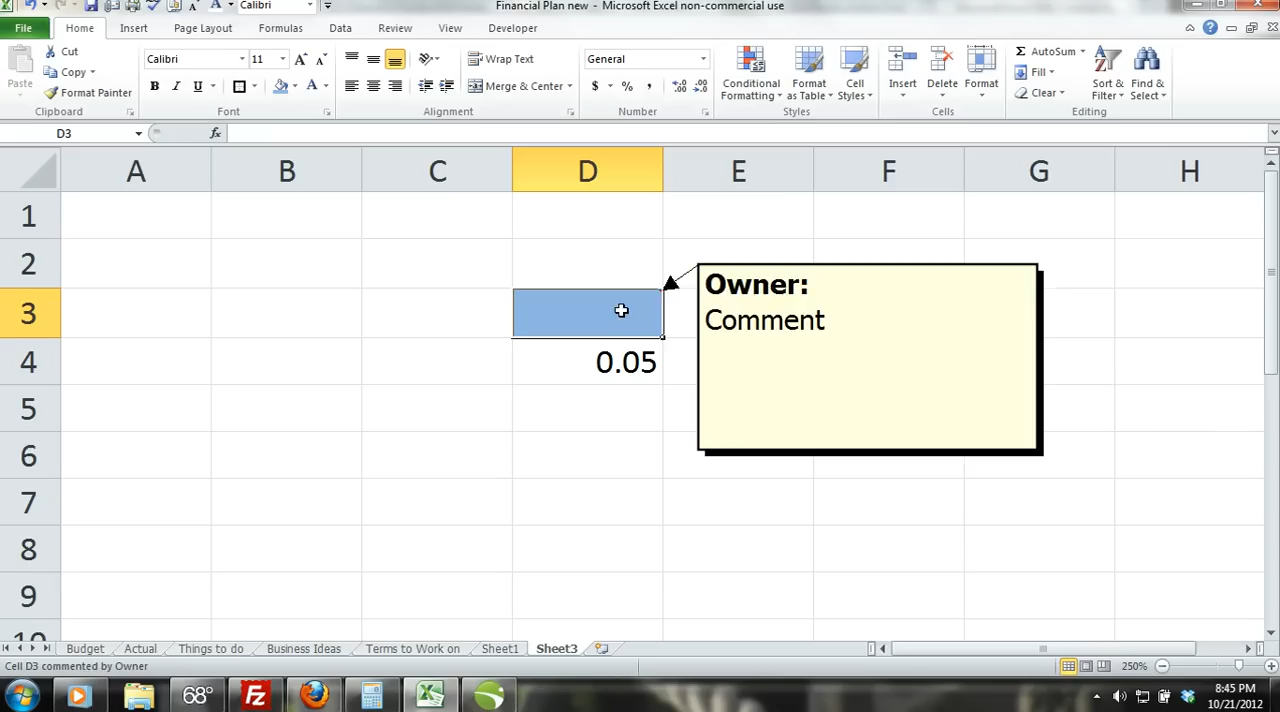 Calibri
Financial Plan new - Microsoft Excel non-commercial use
File Home Insert Page Layout Formulas Data Review View Developer
Cut
Copy
Format Painter
Paste
Clipboard
Calibri 11
B I U
Font
Wrap Text
Merge & Center
Alignment
General
$ % ,
Number
Conditional Formatting
Format as Table
Cell Styles
Styles
Insert Delete Format
Cells
AutoSum
Fill
Clear
Sort & Filter
Find & Select
Editing
D3 fx
A B C D E F G H
1
2
3
4 0.05
5
6
7
8
9
10
Owner:
Comment
Budget Actual Things to do Business Ideas Terms to Work on Sheet1 Sheet3
Cell D3 commented by Owner 250%
68°
8:45 PM
10/21/2012